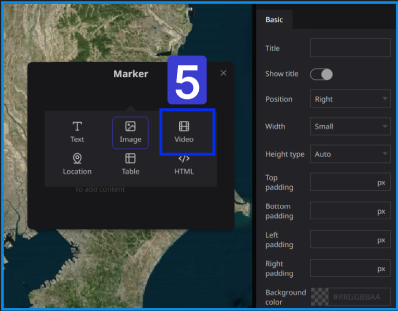 Basic
Title
Show title
Position Right
Width Small
Height type Auto
Top
padding px
Bottom
padding px
Left
padding px
Right
padding px
Background
color #RRGGBBAA
Marker ×
5
Text Image Video
Location Table </> HTML
To add content